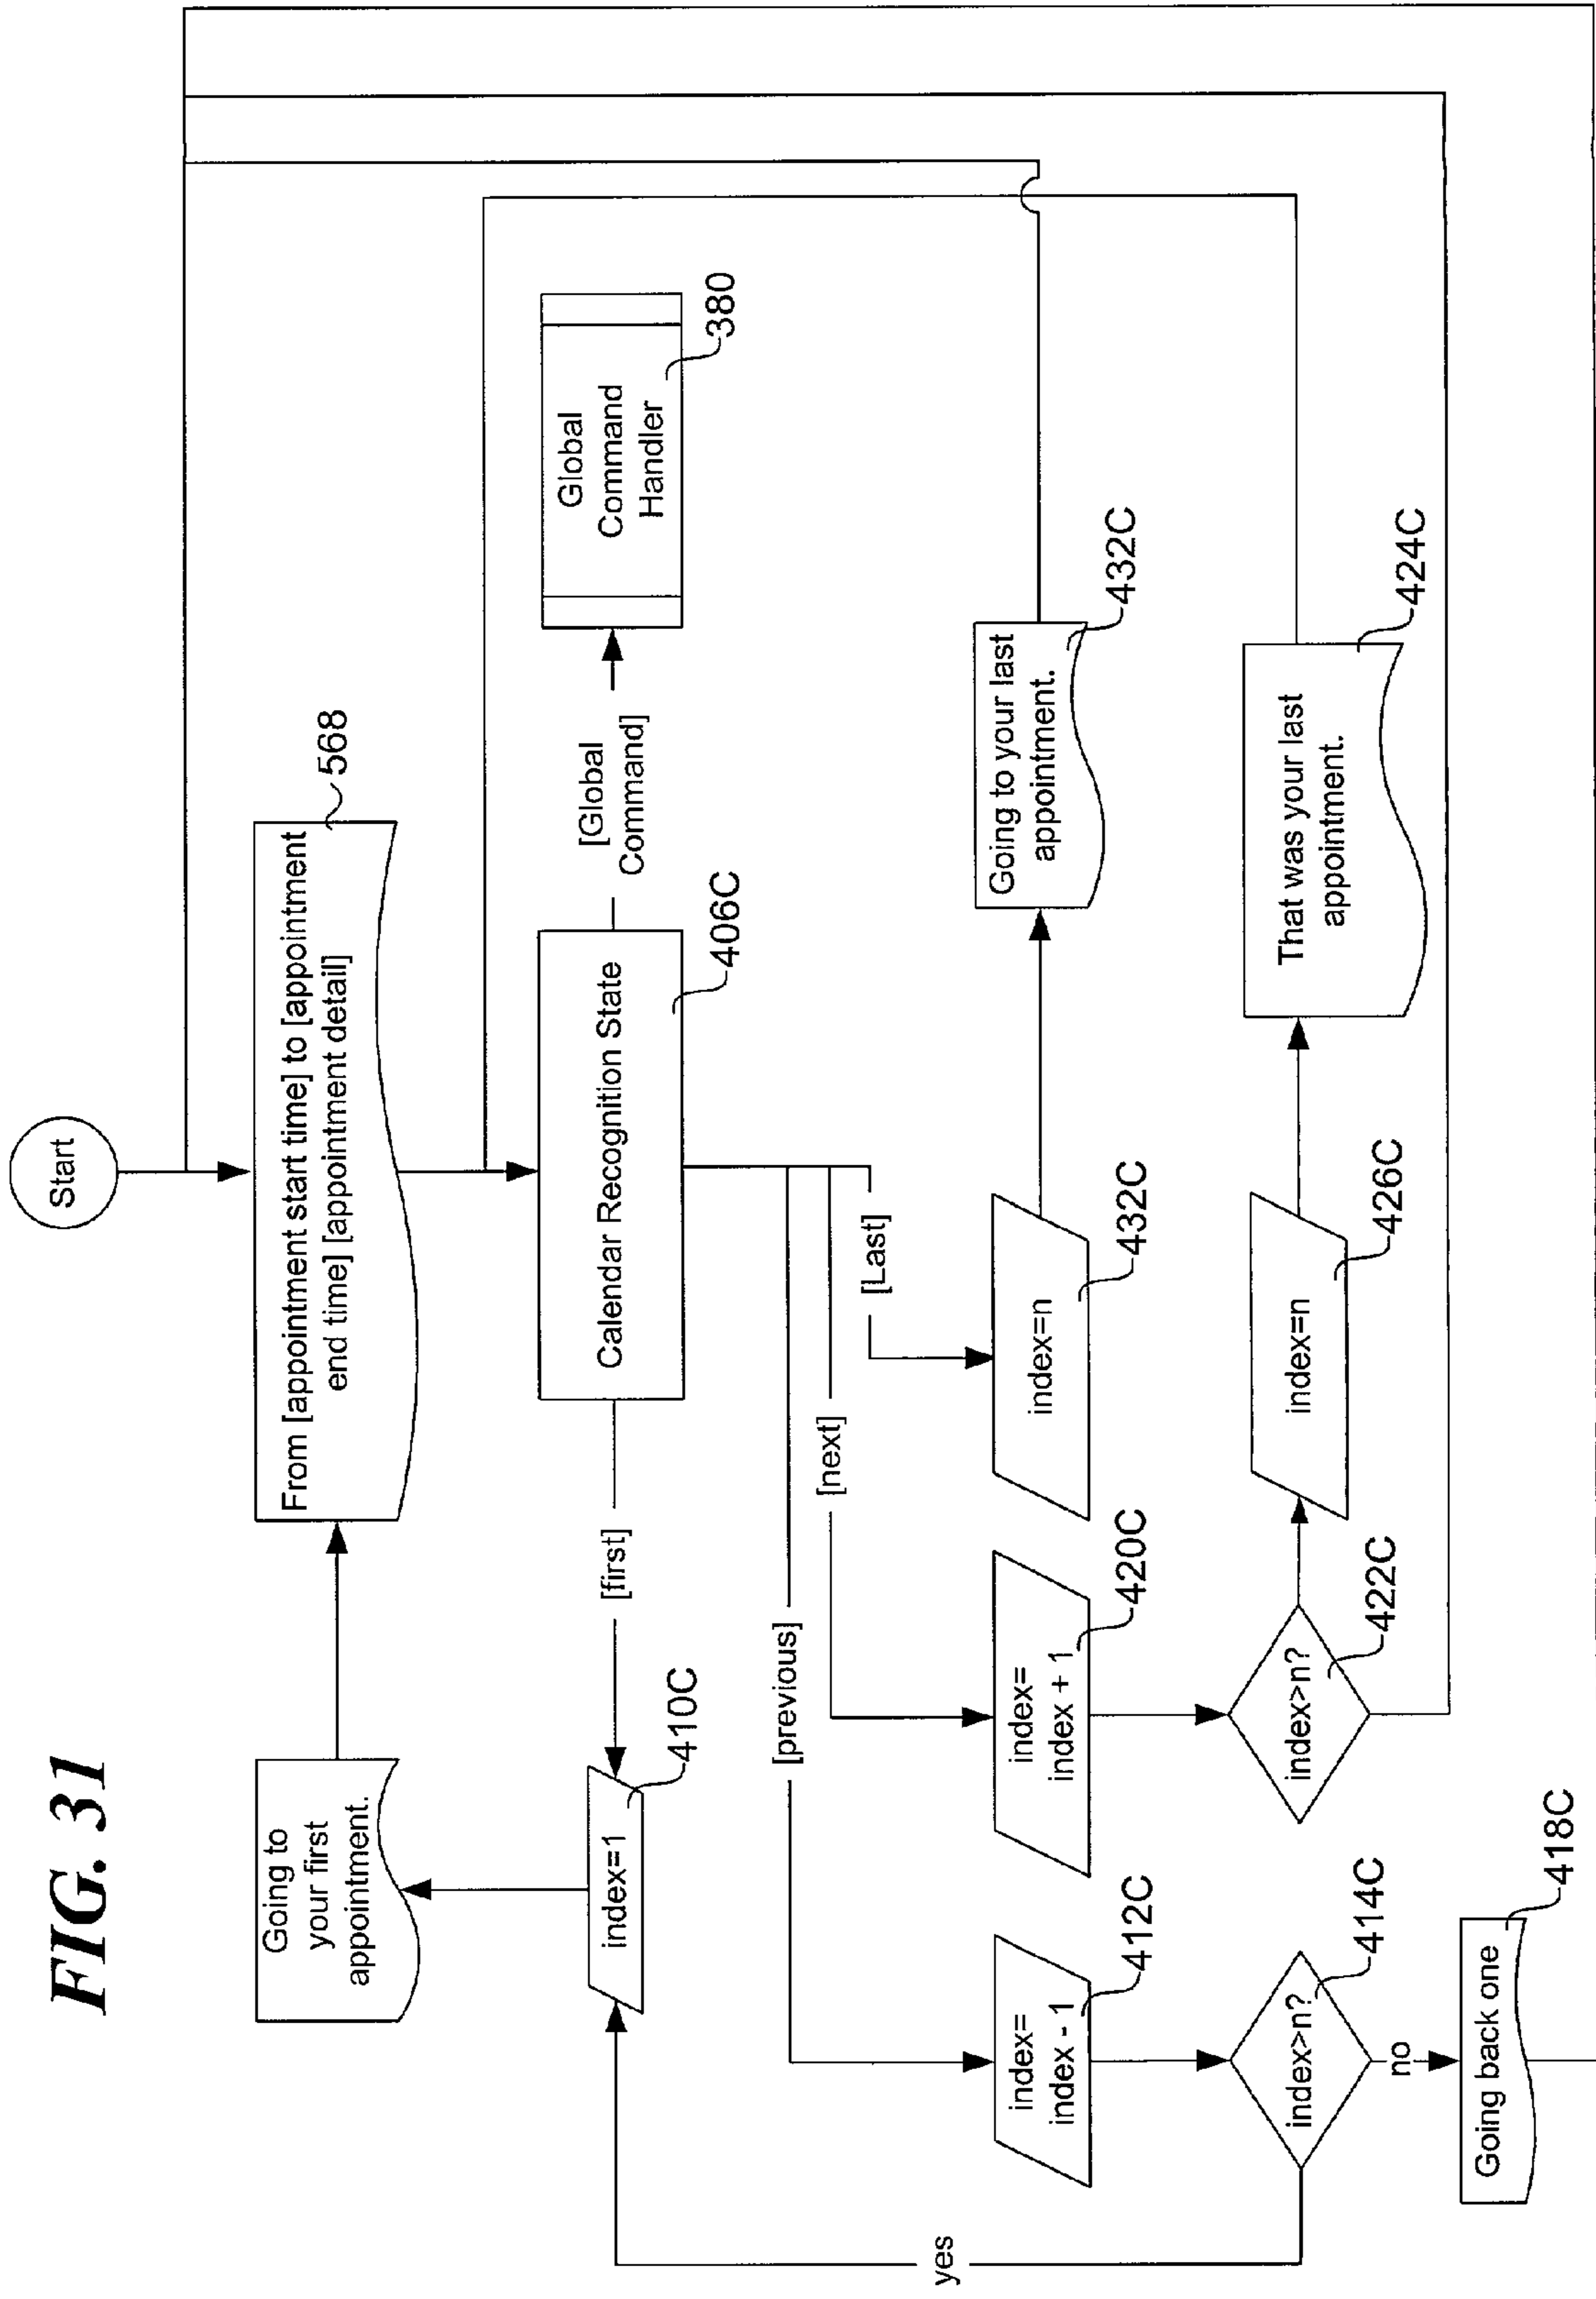 FIG. 31
Start
From [appointment start time] to [appointment
end time] [appointment detail]
568
Going to
your first
appointment.
Calendar Recognition State
406C
[Global
Command]
Global
Command
Handler
380
[first]
index=1
410C
[previous]
[next]
[Last]
index=
index - 1
412C
index=
index + 1
420C
index=n
432C
Going to your last
appointment.
432C
yes
index>n?
414C
no
index>n?
422C
index=n
426C
That was your last
appointment.
424C
Going back one
418C